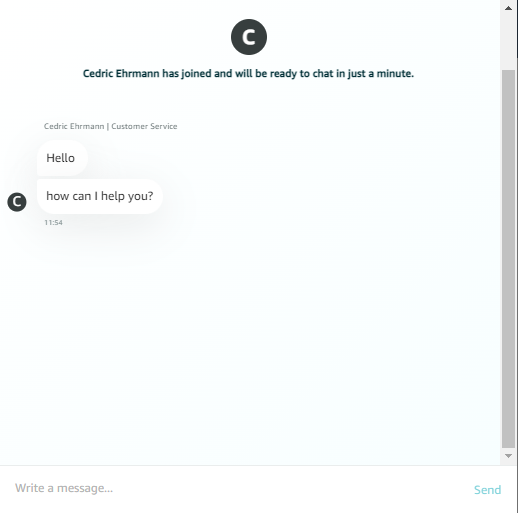 C
Cedric Ehrmann has joined and will be ready to chat in just a minute.
Cedric Ehrmann | Customer Service
Hello
how can I help you?
C
11:54
Write a message...
Send